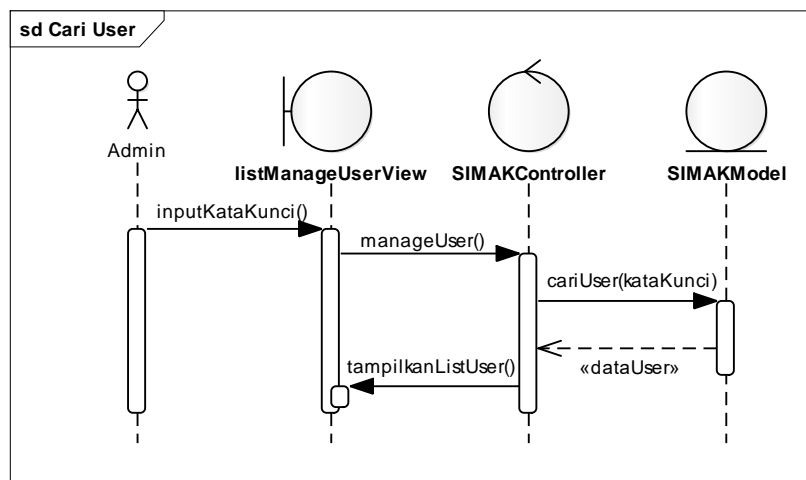 sd Cari User
Admin
listManageUserView
SIMAKController
SIMAKModel
inputKataKunci()
manageUser()
cariUser(kataKunci)
«dataUser»
tampilkanListUser()